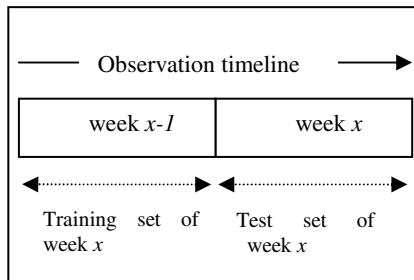 Observation timeline
week x-1
week x
Training set of
week x
Test set of
week x